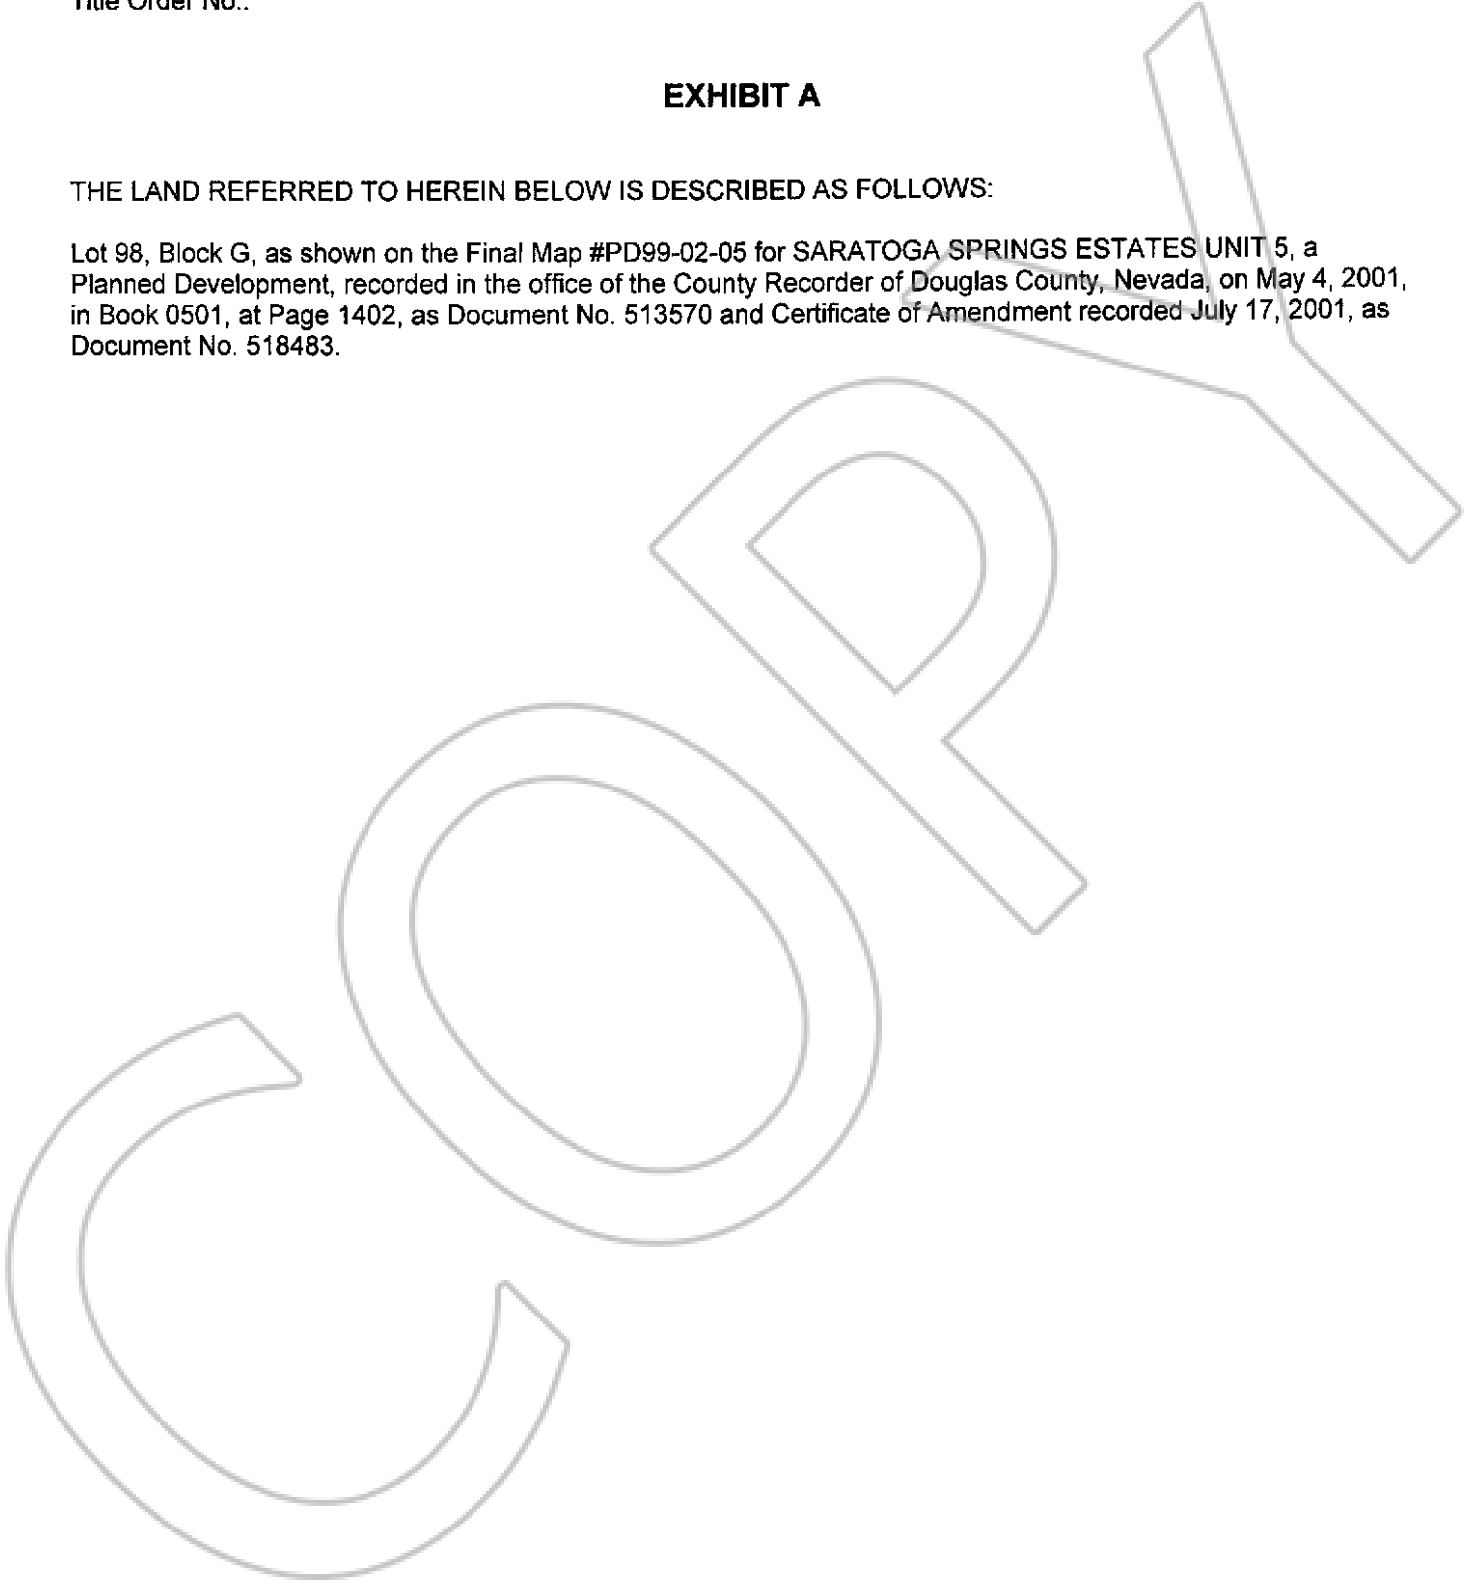 Title Order No.:
EXHIBIT A
THE LAND REFERRED TO HEREIN BELOW IS DESCRIBED AS FOLLOWS:
Lot 98, Block G, as shown on the Final Map #PD99-02-05 for SARATOGA SPRINGS ESTATES UNIT 5, a
Planned Development, recorded in the office of the County Recorder of Douglas County, Nevada, on May 4, 2001,
in Book 0501, at Page 1402, as Document No. 513570 and Certificate of Amendment recorded July 17, 2001, as
Document No. 518483.
COPY